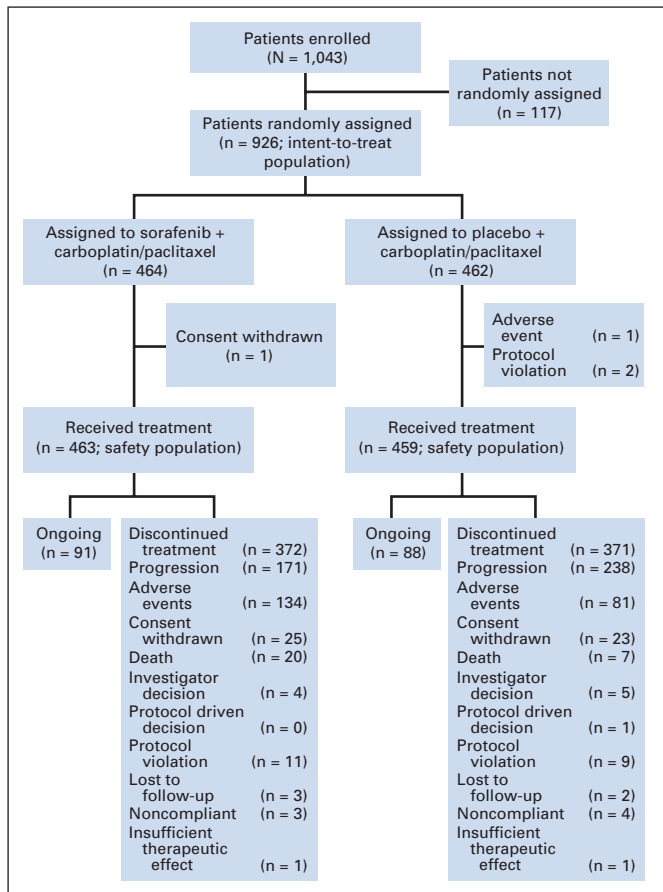 Patients enrolled
(N = 1,043)
Patients not
randomly assigned
(n = 117)
Patients randomly assigned
(n = 926; intent-to-treat
population)
Assigned to sorafenib +
carboplatin/paclitaxel
(n = 464)
Assigned to placebo +
carboplatin/paclitaxel
(n = 462)
Consent withdrawn
(n = 1)
Adverse
event (n = 1)
Protocol
violation (n = 2)
Received treatment
(n = 463; safety population)
Received treatment
(n = 459; safety population)
Ongoing
(n = 91)
Discontinued
treatment (n = 372)
Progression (n = 171)
Adverse
events (n = 134)
Consent
withdrawn (n = 25)
Death (n = 20)
Investigator
decision (n = 4)
Protocol driven
decision (n = 0)
Protocol
violation (n = 11)
Lost to
follow-up (n = 3)
Noncompliant (n = 3)
Insufficient
therapeutic
effect (n = 1)
Ongoing
(n = 88)
Discontinued
treatment (n = 371)
Progression (n = 238)
Adverse
events (n = 81)
Consent
withdrawn (n = 23)
Death (n = 7)
Investigator
decision (n = 5)
Protocol driven
decision (n = 1)
Protocol
violation (n = 9)
Lost to
follow-up (n = 2)
Noncompliant (n = 4)
Insufficient
therapeutic
effect (n = 1)